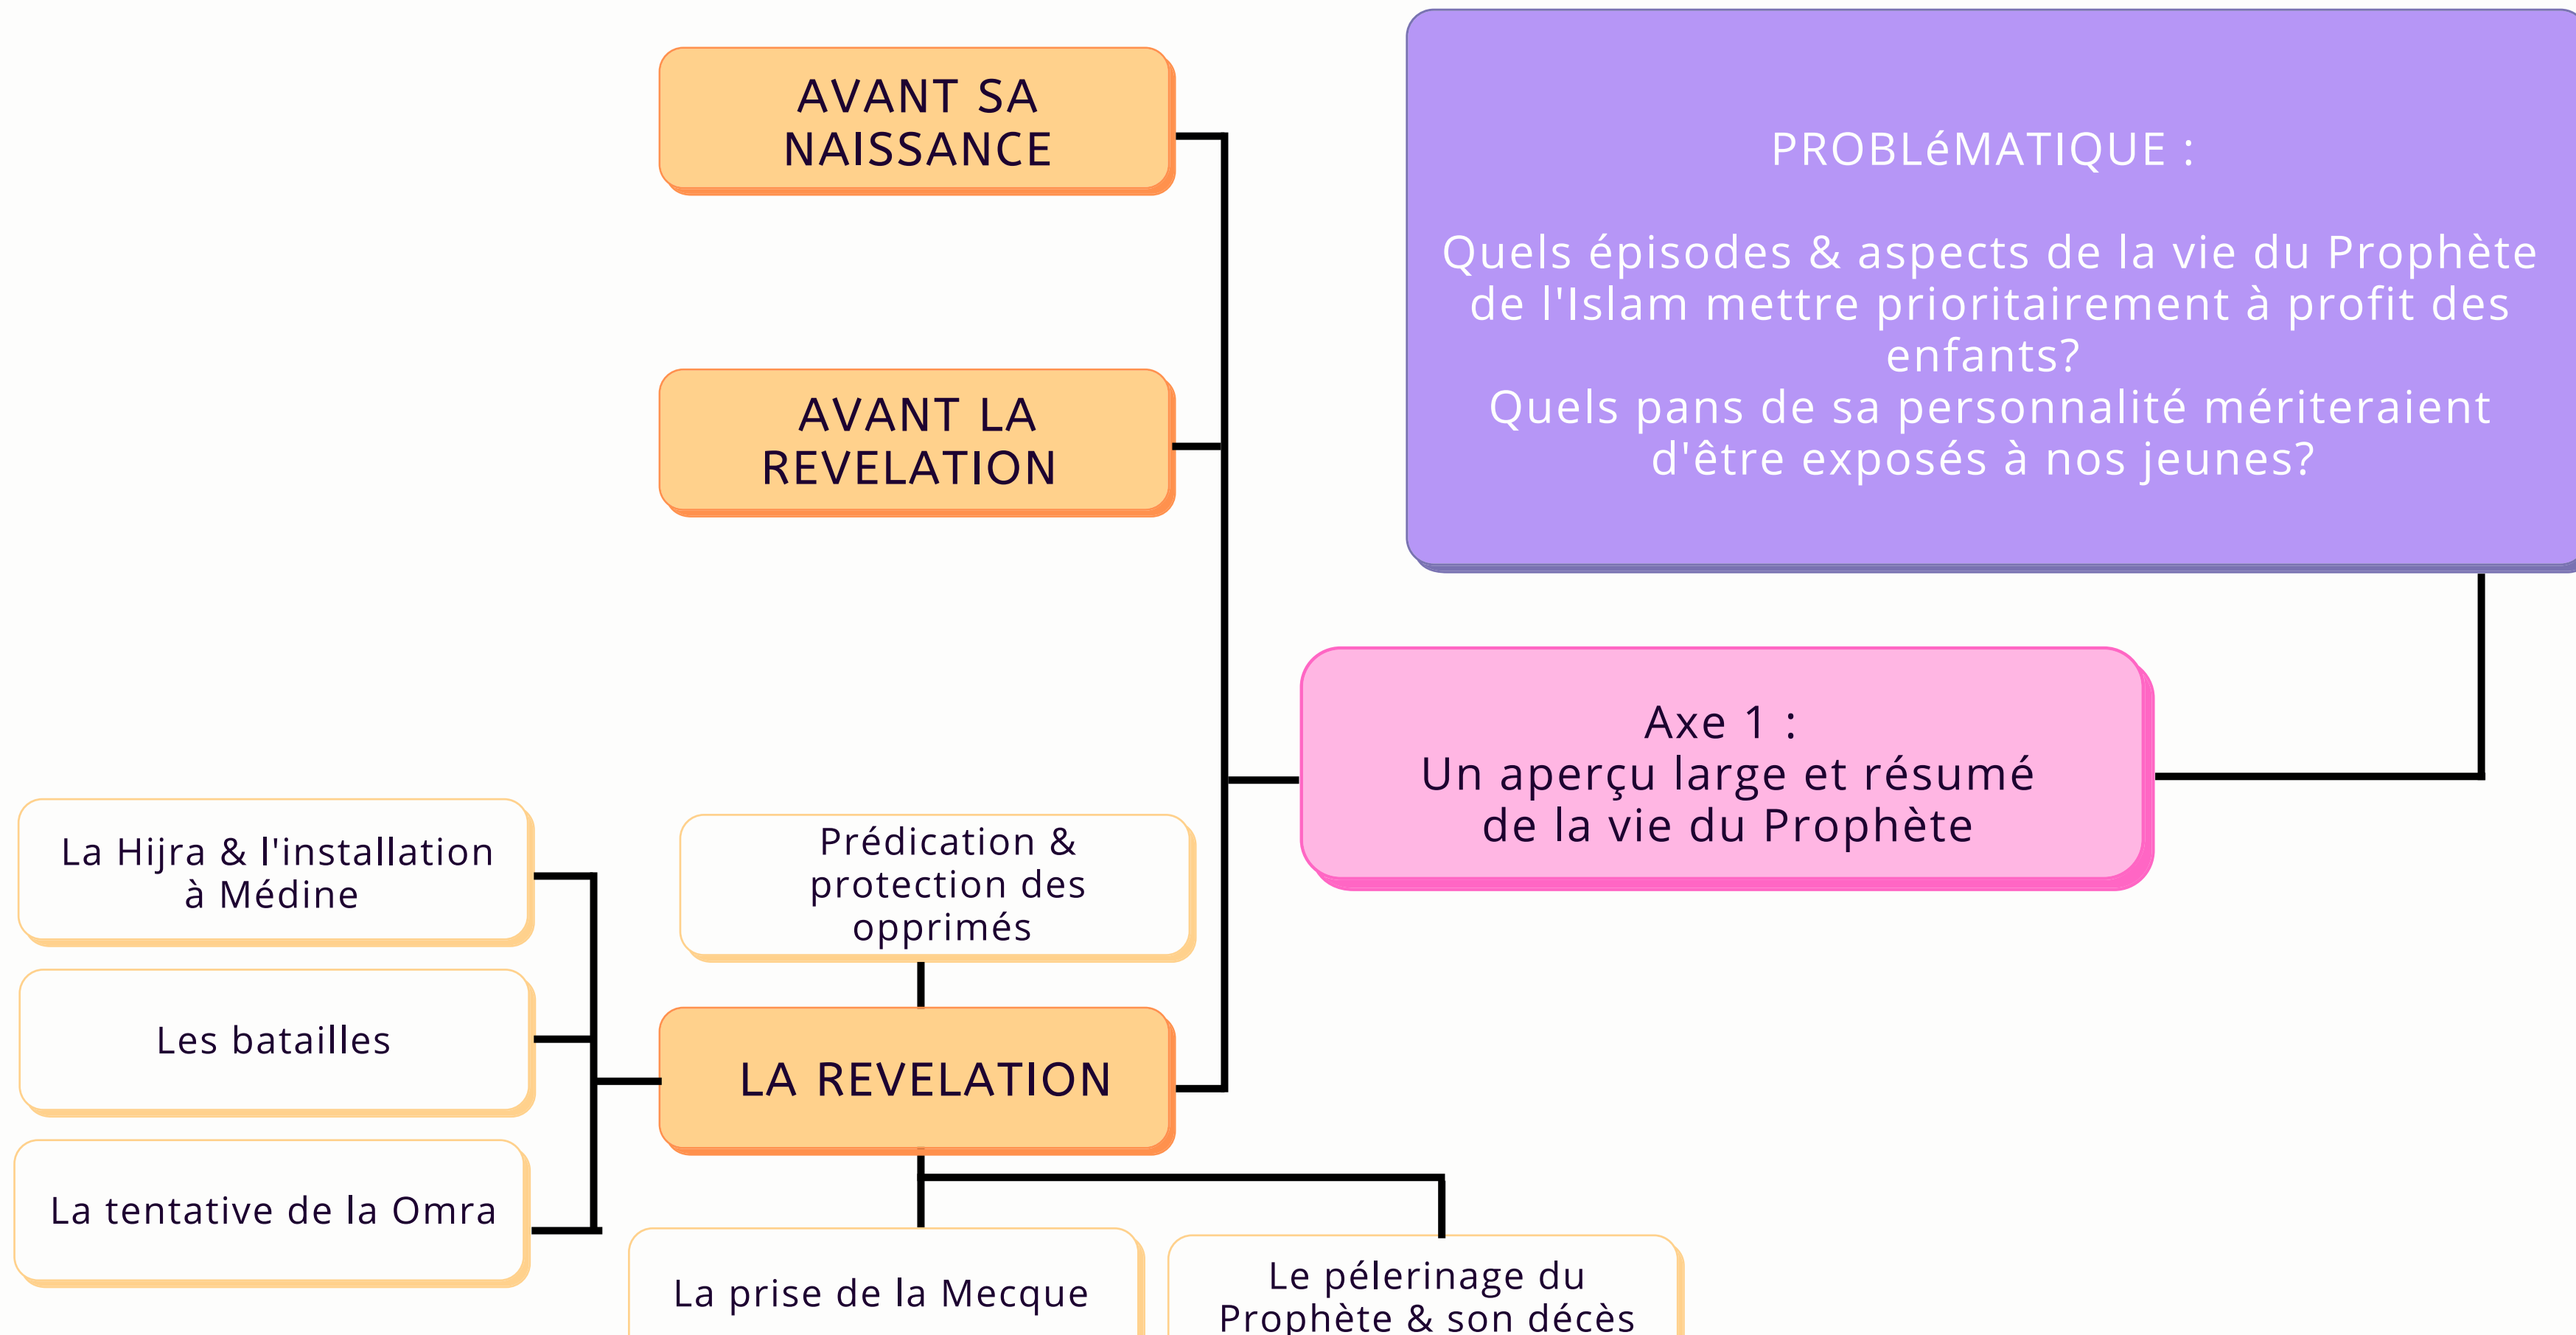 AVANT SA
NAISSANCE
PROBLéMATIQUE :
Quels épisodes & aspects de la vie du Prophète
de l'Islam mettre prioritairement à profit des
enfants?
Quels pans de sa personnalité mériteraient
d'être exposés à nos jeunes?
AVANT LA
REVELATION
Axe 1 :
Un aperçu large et résumé
de la vie du Prophète
La Hijra & l'installation
à Médine
Prédication &
protection des
opprimés
Les batailles
LA REVELATION
La tentative de la Omra
La prise de la Mecque
Le pélerinage du
Prophète & son décès